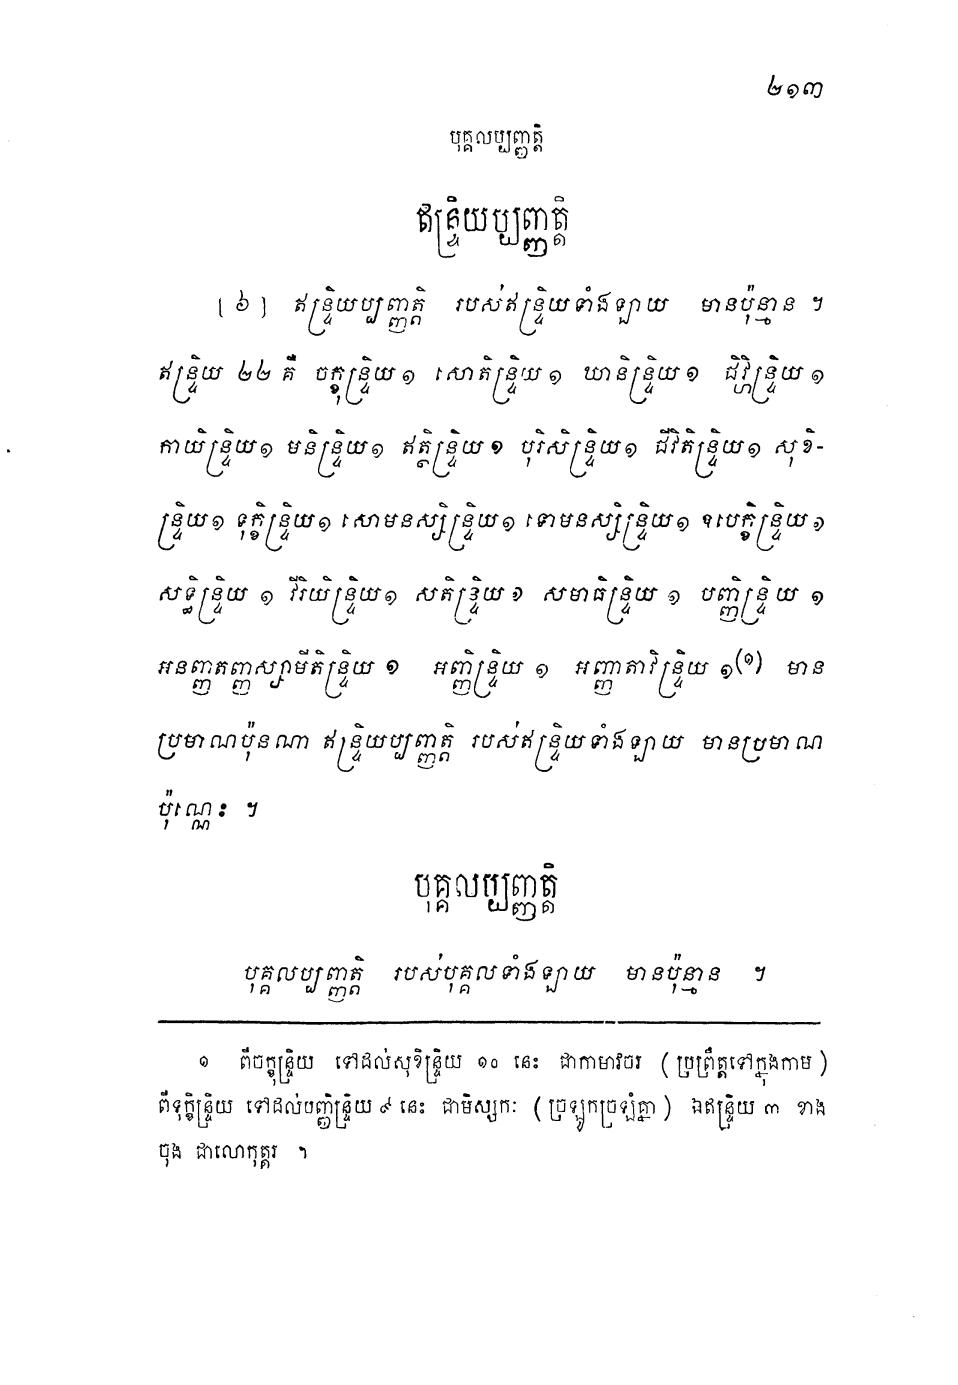 ២១៣
បុគ្គលប្បញ្ញត្តិ
ឥន្ទ្រិយប្បញ្ញត្តិ
[ ៦ ] ឥន្ទ្រិយប្បញ្ញត្តិ របស់ឥន្ទ្រិយទាំងឡាយ មានប៉ុន្មាន ។
ឥន្ទ្រិយ ២២ គឺ ចក្ខុន្ទ្រិយ ១ សោតិន្ទ្រិយ ១ ឃានិន្ទ្រិយ ១ ជិវ្ហិន្ទ្រិយ ១
កាយិន្ទ្រិយ ១ មនិន្ទ្រិយ ១ ឥត្ថិន្ទ្រិយ ១ បុរិសិន្ទ្រិយ ១ ជីវិតិន្ទ្រិយ ១ សុខិ-
ន្ទ្រិយ ១ ទុក្ខិន្ទ្រិយ ១ សោមនស្សិន្ទ្រិយ ១ ទោមនស្សិន្ទ្រិយ ១ ឧបេក្ខិន្ទ្រិយ ១
សទ្ធិន្ទ្រិយ ១ វីរិយិន្ទ្រិយ ១ សតិន្ទ្រិយ ១ សមាធិន្ទ្រិយ ១ បញ្ញិន្ទ្រិយ ១
អនញ្ញតញ្ញស្សាមីតិន្ទ្រិយ ១ អញ្ញិន្ទ្រិយ ១ អញ្ញាតាវិន្ទ្រិយ ១(១) មាន
ប្រមាណប៉ុនណា ឥន្ទ្រិយប្បញ្ញត្តិ របស់ឥន្ទ្រិយទាំងឡាយ មានប្រមាណ
ប៉ុណ្ណេះ ។
បុគ្គលប្បញ្ញត្តិ
បុគ្គលប្បញ្ញត្តិ របស់បុគ្គលទាំងឡាយ មានប៉ុន្មាន ។
១ ពីចក្ខុន្ទ្រិយ ទៅដល់សុខិន្ទ្រិយ ១០ នេះ ជាកាមាវចរ ( ច្រព្រឹត្តទៅក្នុងកាម )
ពីទុក្ខិន្ទ្រិយ ទៅដល់បញ្ញិន្ទ្រិយ ៩ នេះ ជាមិស្សកៈ ( ច្រឡូកច្រឡំគ្នា ) ឯឥន្ទ្រិយ ៣ ខាង
ចុង ជាលោកុត្តរ ។